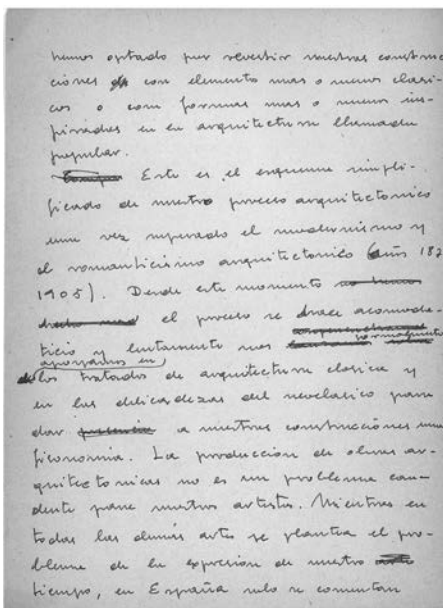 hemos optado por revestir nuestras construc
ciones con elementos mas o menos clasi-
cos o con formas mas o menos ins-
piradas en en arquitectura llamada
popular.
Este es el esquema simpli-
ficado de nuestro proceso arquitectonico
una vez superado el modernismo y
el romanticismo arquitectonico (años 187
1905). Desde este momento
el proceso se hace acomoda-
ticio y lentamente nos
apoyados en
los tratados de arquitectura clasica y
en las delicardezas del neoclasico para
dar a nuestras construcciones una
fisonomia. La produccion de obras ar-
quitectonicas no es un problema can-
dente para nuestros artistas. Mientras en
todas las demás artes se plantea el pro-
blema de la expresion de nuestro
tiempo, en España solo se comentan